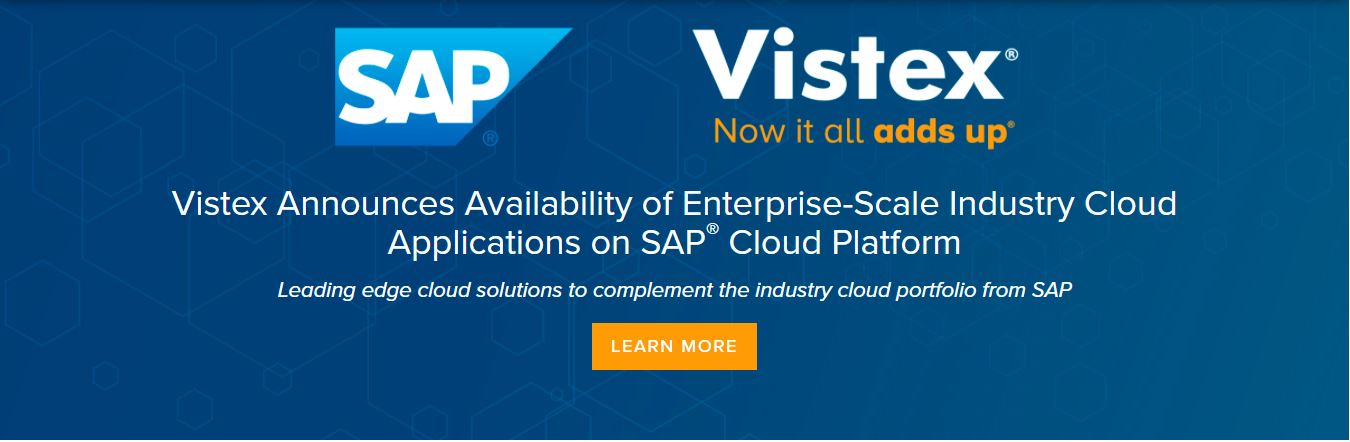 SAP®
Vistex®
Now it all adds up®
Vistex Announces Availability of Enterprise-Scale Industry Cloud
Applications on SAP® Cloud Platform
Leading edge cloud solutions to complement the industry cloud portfolio from SAP
LEARN MORE